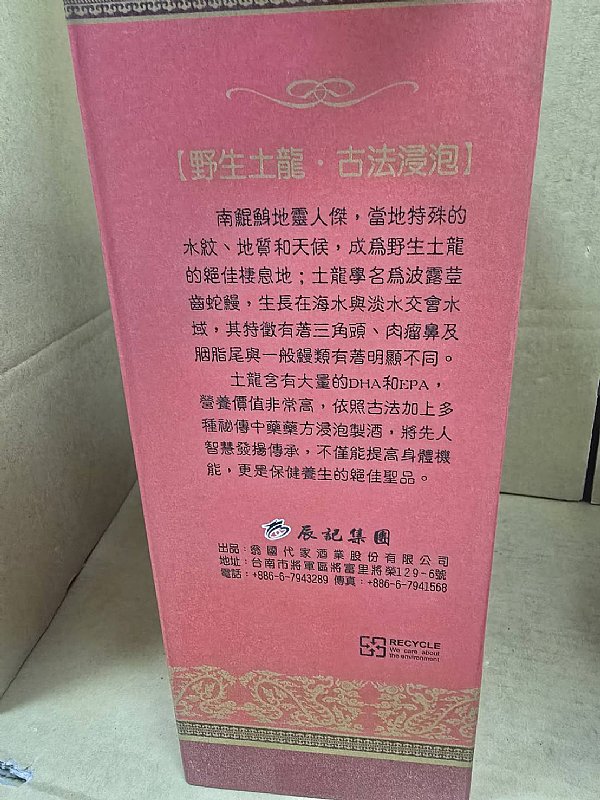 【野生土龍·古法浸泡】
南鯤鯓地靈人傑，當地特殊的
水紋、地質和天候，成為野生土龍
的絕佳棲息地；土龍學名為波露荳
齒蛇鰻，生長在海水與淡水交會水
域，其特徵有著三角頭、肉瘤鼻及
胭脂尾與一般鰻類有著明顯不同。
土龍含有大量的DHA和EPA，
營養價值非常高，依照古法加上多
種祕傳中藥藥方浸泡製酒，將先人
智慧發揚傳承，不僅能提高身體機
能，更是保健養生的絕佳聖品。
辰記集團
出品：翁國代家酒業股份有限公司
地址：台南市將軍區將富里將榮129-6號
電話：+886-6-7943289 傳真：+886-6-7941568
RECYCLE
We care about
the environment